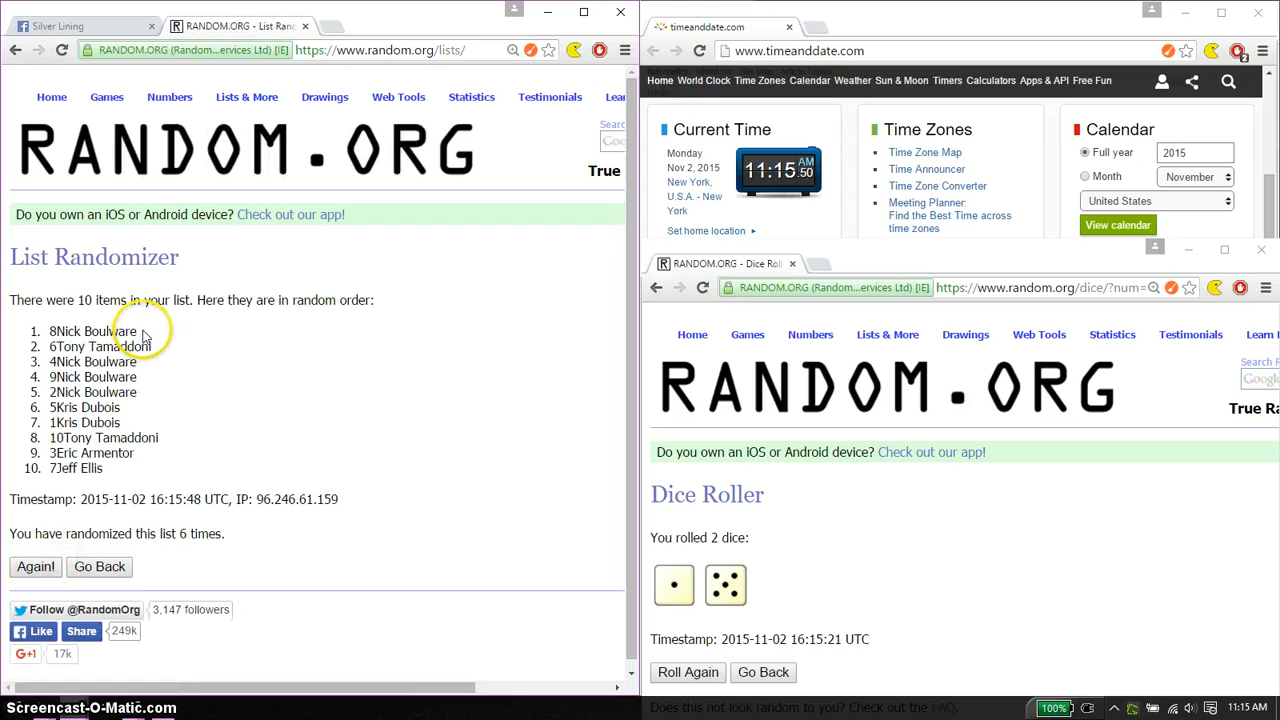 Silver Lining
RANDOM.ORG - List Ran
RANDOM.ORG (Random...ervices Ltd) [IE]
https://www.random.org/lists/
Home Games Numbers Lists & More Drawings Web Tools Statistics Testimonials Lear
RANDOM.ORG
Searc
Go
True
Do you own an iOS or Android device? Check out our app!
List Randomizer
There were 10 items in your list. Here they are in random order:
1. 8Nick Boulware
2. 6Tony Tamaddoni
3. 4Nick Boulware
4. 9Nick Boulware
5. 2Nick Boulware
6. 5Kris Dubois
7. 1Kris Dubois
8. 10Tony Tamaddoni
9. 3Eric Armentor
10. 7Jeff Ellis
Timestamp: 2015-11-02 16:15:48 UTC, IP: 96.246.61.159
You have randomized this list 6 times.
Again! Go Back
Follow @RandomOrg 3,147 followers
Like Share 249k
G+1 17k
timeanddate.com
www.timeanddate.com
2
Home World Clock Time Zones Calendar Weather Sun & Moon Timers Calculators Apps & API Free Fun
Current Time
Monday
Nov 2, 2015
New York,
U.S.A. - New
York
11:15 AM .50
Set home location
Time Zones
Time Zone Map
Time Announcer
Time Zone Converter
Meeting Planner:
Find the Best Time across
time zones
Calendar
Full year 2015
Month November
United States
View calendar
RANDOM.ORG - Dice Roll
RANDOM.ORG (Random...ervices Ltd) [IE]
https://www.random.org/dice/?num=
Home Games Numbers Lists & More Drawings Web Tools Statistics Testimonials Learn
RANDOM.ORG
Search R
Google
True Ra
Do you own an iOS or Android device? Check out our app!
Dice Roller
You rolled 2 dice:
Timestamp: 2015-11-02 16:15:21 UTC
Roll Again Go Back
Does this not look random to you? Check out the FAQ.
Screencast-O-Matic.com
100%
11:15 AM